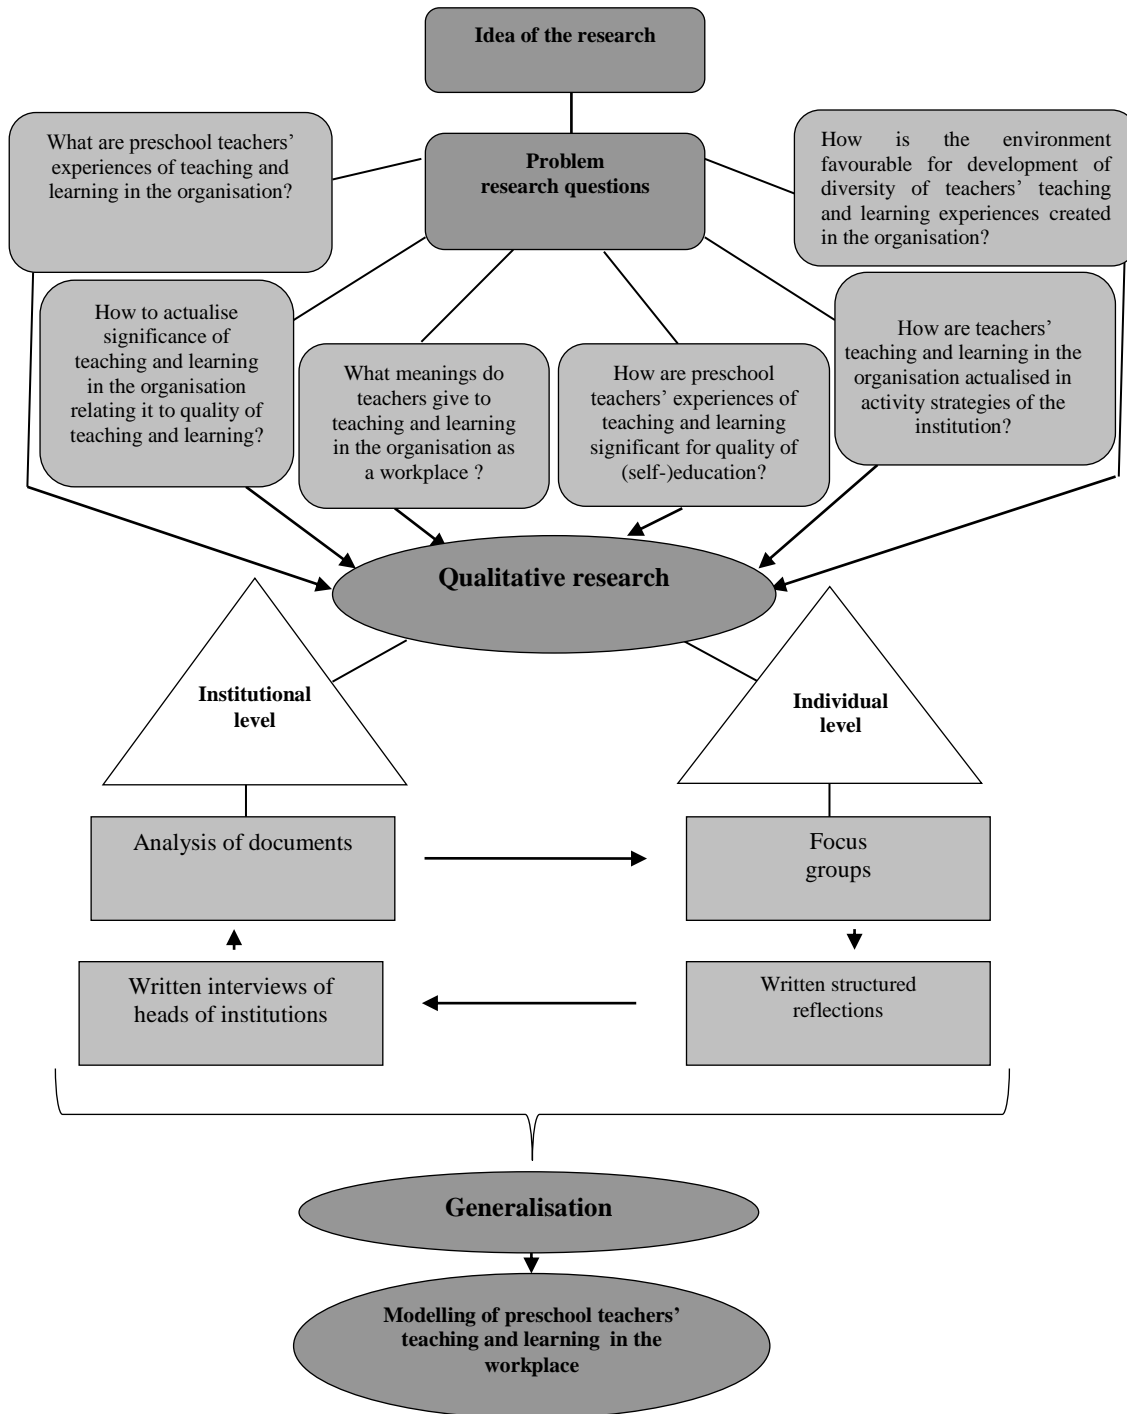 Idea of the research
What are preschool teachers’
experiences of teaching and
learning in the organisation?
Problem
research questions
How is the environment
favourable for development of
diversity of teachers’ teaching
and learning experiences created
in the organisation?
How to actualise
significance of
teaching and learning
in the organisation
relating it to quality of
teaching and learning?
What meanings do
teachers give to
teaching and learning
in the organisation as
a workplace ?
How are preschool
teachers’ experiences of
teaching and learning
significant for quality of
(self-)education?
How are teachers’
teaching and learning in the
organisation actualised in
activity strategies of the
institution?
Qualitative research
Institutional
level
Individual
level
Analysis of documents
Focus
groups
Written interviews of
heads of institutions
Written structured
reflections
Generalisation
Modelling of preschool teachers’
teaching and learning in the
workplace